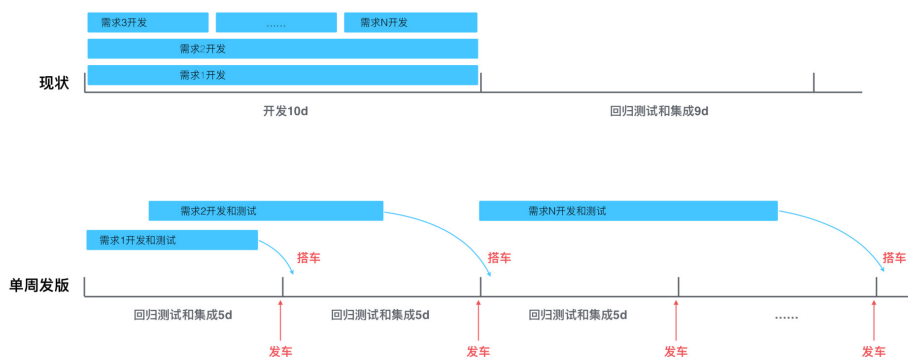 需求3开发
......
需求N开发
需求2开发
需求1开发
现状
开发10d
回归测试和集成9d
需求2开发和测试
需求N开发和测试
需求1开发和测试
搭车
搭车
搭车
单周发版
回归测试和集成5d
回归测试和集成5d
回归测试和集成5d
......
发车
发车
发车
发车